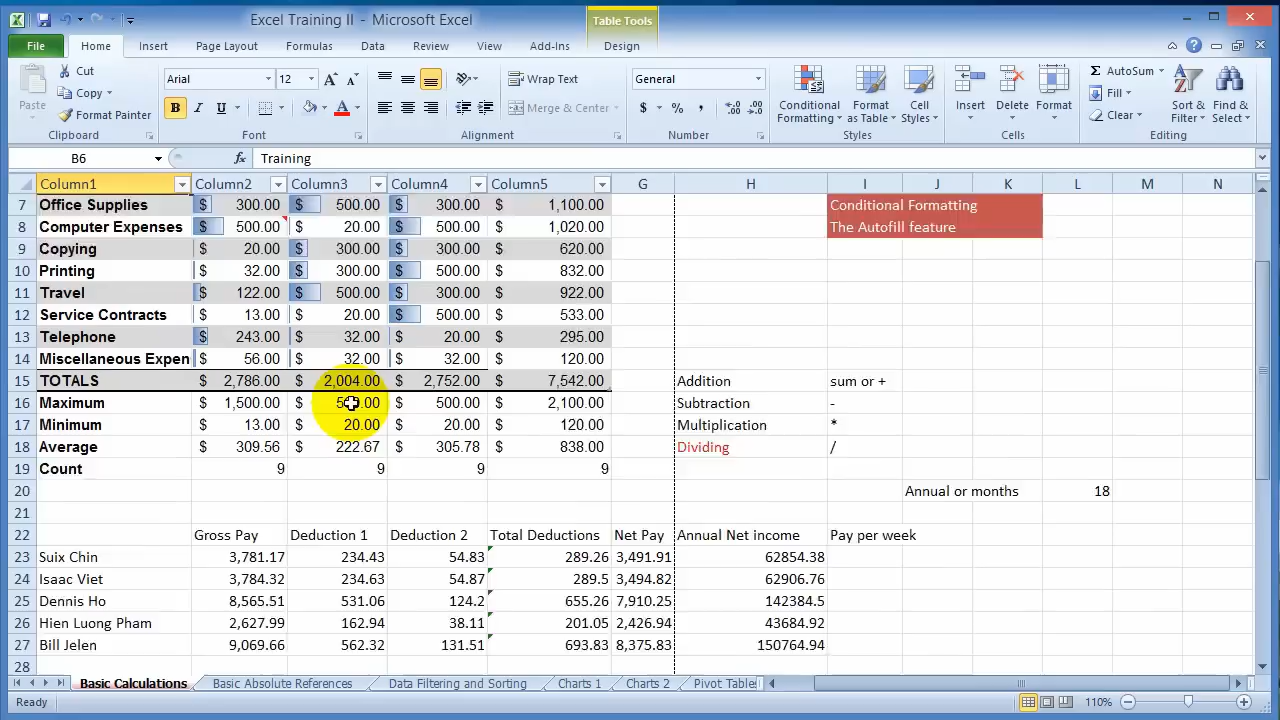 Excel Training II - Microsoft Excel
Table Tools
File Home Insert Page Layout Formulas Data Review View Add-Ins Design
Paste
Cut
Copy
Format Painter
Clipboard
Arial 12
A A
B I U A
Font
Wrap Text
Merge & Center
Alignment
General
$ % ,
Number
Conditional Formatting
Format as Table
Cell Styles
Styles
Insert Delete Format
Cells
Σ AutoSum
Fill
Clear
Sort & Filter
Find & Select
Editing
B6 fx Training
Column1 Column2 Column3 Column4 Column5 G H I J K L M N
7 Office Supplies $ 300.00 $ 500.00 $ 300.00 $ 1,100.00 Conditional Formatting
8 Computer Expenses $ 500.00 $ 20.00 $ 500.00 $ 1,020.00 The Autofill feature
9 Copying $ 20.00 $ 300.00 $ 300.00 $ 620.00
10 Printing $ 32.00 $ 300.00 $ 500.00 $ 832.00
11 Travel $ 122.00 $ 500.00 $ 300.00 $ 922.00
12 Service Contracts $ 13.00 $ 20.00 $ 500.00 $ 533.00
13 Telephone $ 243.00 $ 32.00 $ 20.00 $ 295.00
14 Miscellaneous Expen $ 56.00 $ 32.00 $ 32.00 $ 120.00
15 TOTALS $ 2,786.00 $ 2,004.00 $ 2,752.00 $ 7,542.00 Addition sum or +
16 Maximum $ 1,500.00 $ $ 500.00 $ 2,100.00 Subtraction -
17 Minimum $ 13.00 $ 20.00 $ 20.00 $ 120.00 Multiplication *
18 Average $ 309.56 $ 222.67 $ 305.78 $ 838.00 Dividing /
19 Count 9 9 9 9
20 Annual or months 18
21
22 Gross Pay Deduction 1 Deduction 2 Total Deductions Net Pay Annual Net income Pay per week
23 Suix Chin 3,781.17 234.43 54.83 289.26 3,491.91 62854.38
24 Isaac Viet 3,784.32 234.63 54.87 289.5 3,494.82 62906.76
25 Dennis Ho 8,565.51 531.06 124.2 655.26 7,910.25 142384.5
26 Hien Luong Pham 2,627.99 162.94 38.11 201.05 2,426.94 43684.92
27 Bill Jelen 9,069.66 562.32 131.51 693.83 8,375.83 150764.94
28
Basic Calculations Basic Absolute References Data Filtering and Sorting Charts 1 Charts 2 Pivot Table
Ready 110%